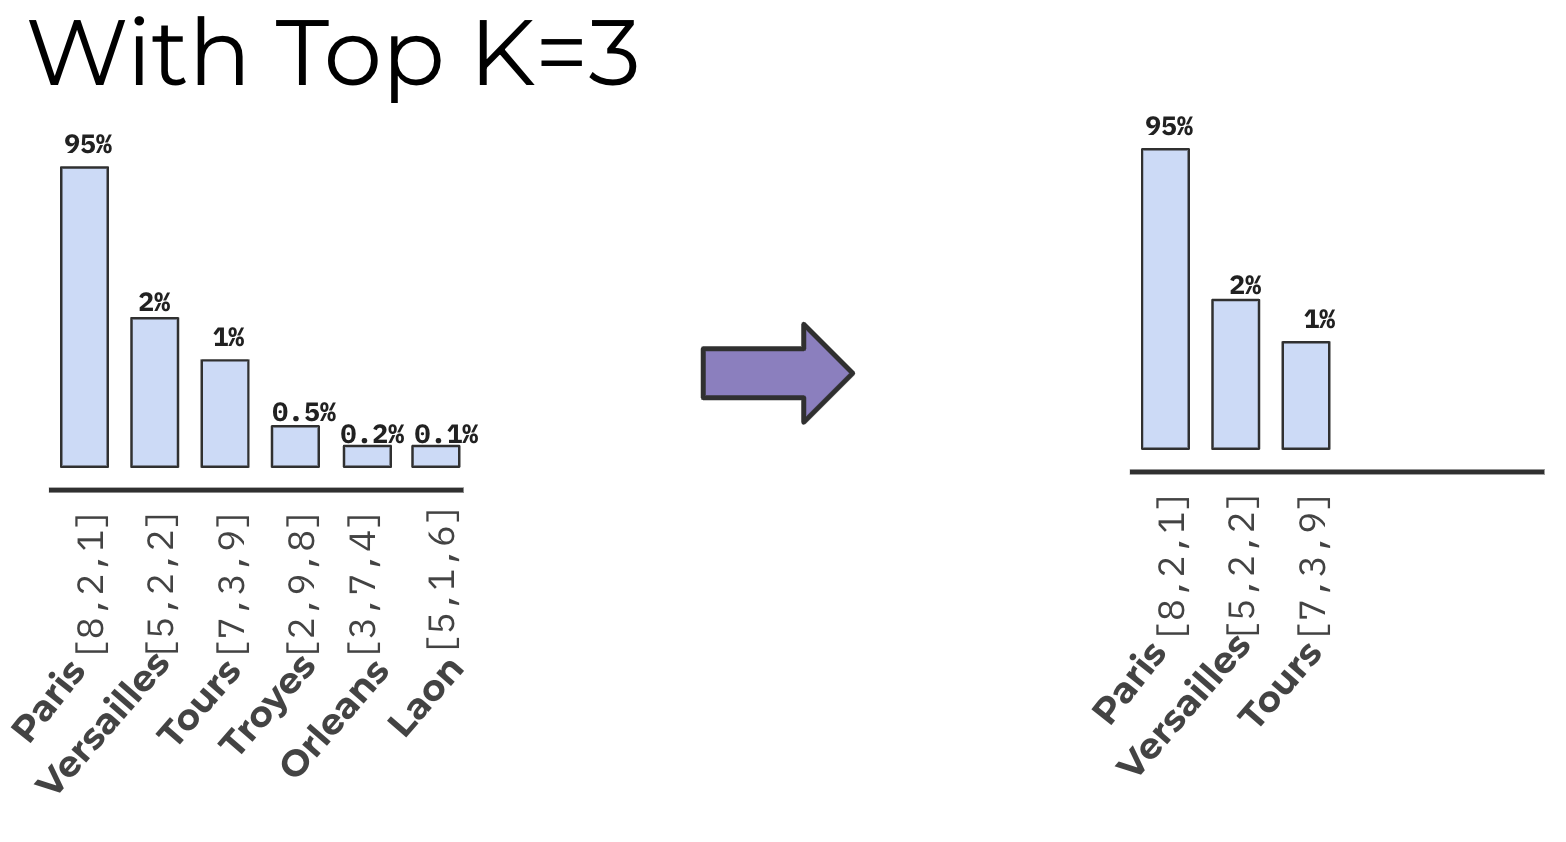 With Top K=3
95%
2%
1%
0.5%
0.2%
0.1%
Paris [8,2,1]
Versailles [5,2,2]
Tours [7,3,9]
Troyes [2,9,8]
Orleans [3,7,4]
Laon [5,1,6]
95%
2%
1%
Paris [8,2,1]
Versailles [5,2,2]
Tours [7,3,9]